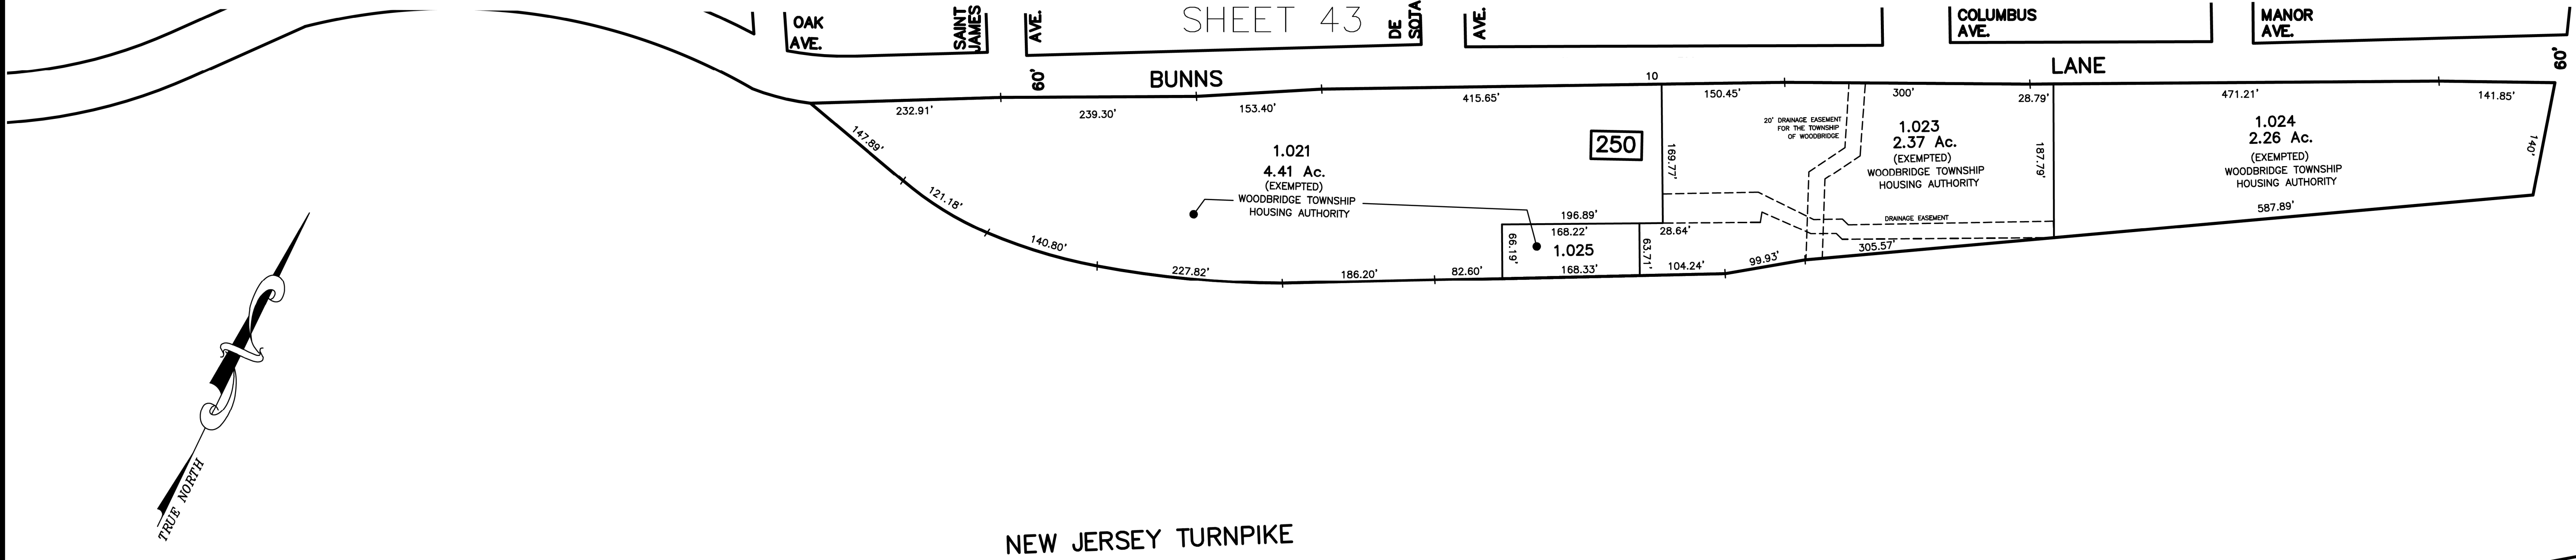 OAK
AVE.
SAINT
JAMES
AVE.
SHEET 43
DE
SOTA
AVE.
COLUMBUS
AVE.
MANOR
AVE.
60'
BUNNS
LANE
60'
10
232.91'
239.30'
153.40'
415.65'
150.45'
300'
28.79'
471.21'
141.85'
147.89'
121.18'
140.80'
227.82'
186.20'
82.60'
1.021
4.41 Ac.
(EXEMPTED)
WOODBRIDGE TOWNSHIP
HOUSING AUTHORITY
250
169.77'
196.89'
168.22'
28.64'
66.19'
1.025
63.71'
168.33'
104.24'
99.93'
305.57'
20' DRAINAGE EASEMENT
FOR THE TOWNSHIP
OF WOODBRIDGE
1.023
2.37 Ac.
(EXEMPTED)
WOODBRIDGE TOWNSHIP
HOUSING AUTHORITY
187.79'
DRAINAGE EASEMENT
1.024
2.26 Ac.
(EXEMPTED)
WOODBRIDGE TOWNSHIP
HOUSING AUTHORITY
140'
587.89'
TRUE NORTH
NEW JERSEY TURNPIKE